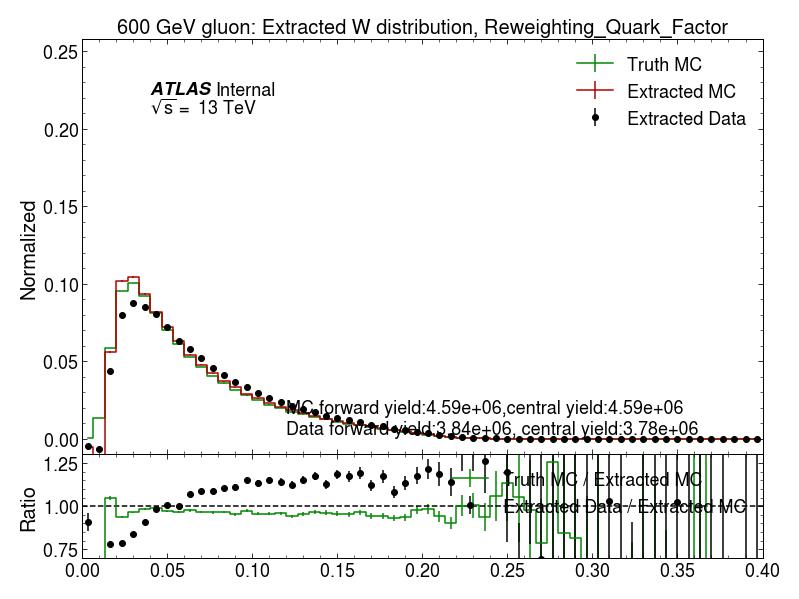 600 GeV gluon: Extracted W distribution, Reweighting_Quark_Factor
ATLAS Internal
√s = 13 TeV
Truth MC
Extracted MC
Extracted Data
Normalized
0.25
0.20
0.15
0.10
0.05
0.00
MC forward yield:4.59e+06,central yield:4.59e+06
Data forward yield:3.84e+06, central yield:3.78e+06
Ratio
1.25
1.00
0.75
Truth MC / Extracted MC
Extracted Data / Extracted MC
0.00 0.05 0.10 0.15 0.20 0.25 0.30 0.35 0.40